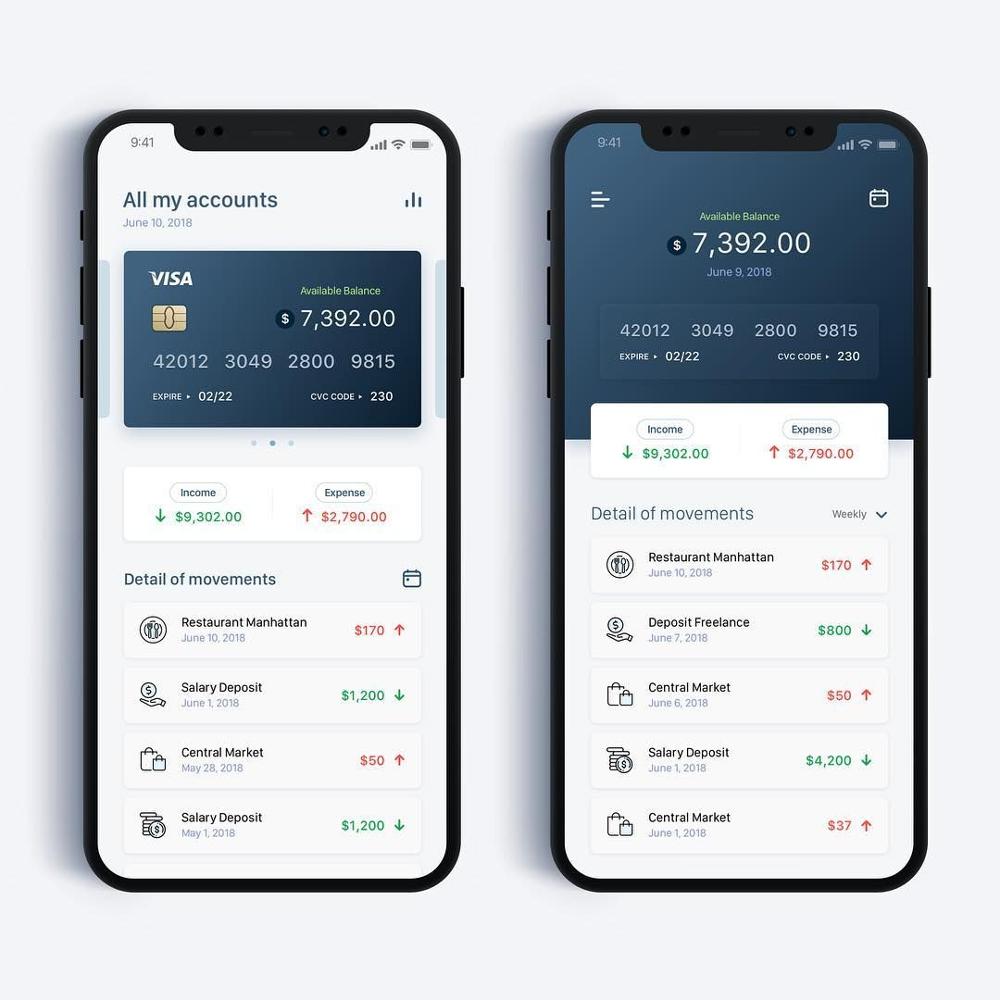 9:41
All my accounts
June 10, 2018
VISA
Available Balance
$ 7,392.00
42012 3049 2800 9815
EXPIRE ▸ 02/22 CVC CODE ▸ 230
Income Expense
↓ $9,302.00 ↑ $2,790.00
Detail of movements
Restaurant Manhattan
June 10, 2018
$170 ↑
Salary Deposit
June 1, 2018
$1,200 ↓
Central Market
May 28, 2018
$50 ↑
Salary Deposit
May 1, 2018
$1,200 ↓
9:41
Available Balance
$ 7,392.00
June 9, 2018
42012 3049 2800 9815
EXPIRE ▸ 02/22 CVC CODE ▸ 230
Income Expense
↓ $9,302.00 ↑ $2,790.00
Detail of movements Weekly
Restaurant Manhattan
June 10, 2018
$170 ↑
Deposit Freelance
June 7, 2018
$800 ↓
Central Market
June 6, 2018
$50 ↑
Salary Deposit
June 1, 2018
$4,200 ↓
Central Market
June 1, 2018
$37 ↑